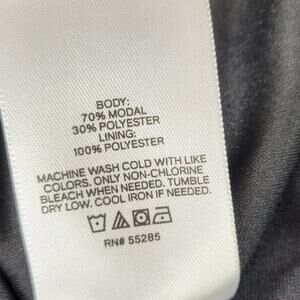 BODY:
70% MODAL
30% POLYESTER
LINING:
100% POLYESTER
MACHINE WASH COLD WITH LIKE
COLORS. ONLY NON-CHLORINE
BLEACH WHEN NEEDED. TUMBLE
DRY LOW. COOL IRON IF NEEDED.
RN# 55285